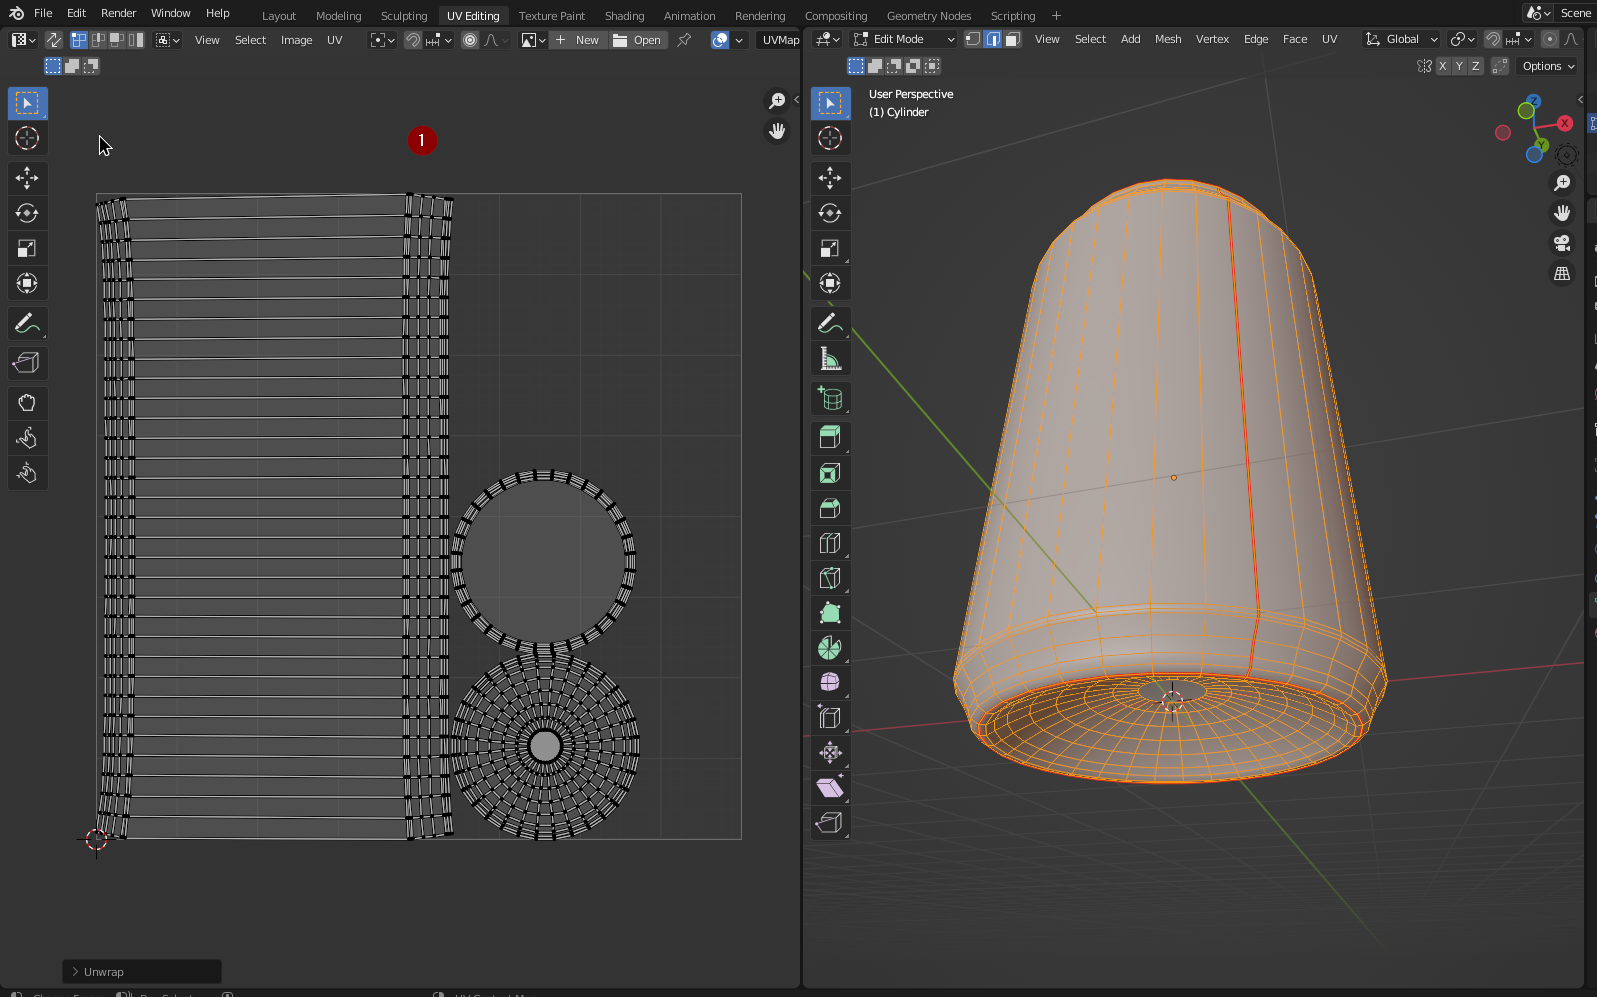 File Edit Render Window Help Layout Modeling Sculpting UV Editing Texture Paint Shading Animation Rendering Compositing Geometry Nodes Scripting + Scene
View Select Image UV New Open UVMap Edit Mode View Select Add Mesh Vertex Edge Face UV Global
X Y Z Options
User Perspective
(1) Cylinder
1
Z
X
Y
Unwrap